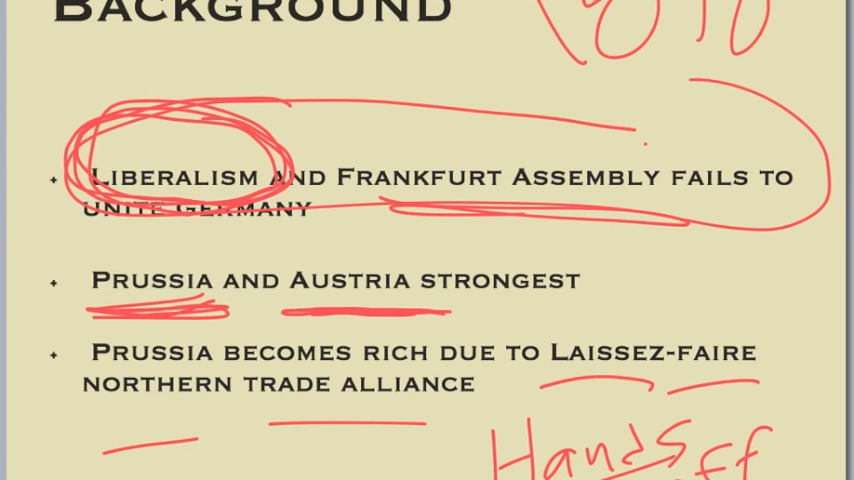 BACKGROUND
LIBERALISM AND FRANKFURT ASSEMBLY FAILS TO
UNITE GERMANY
PRUSSIA AND AUSTRIA STRONGEST
PRUSSIA BECOMES RICH DUE TO LAISSEZ-FAIRE
NORTHERN TRADE ALLIANCE
Hands
off